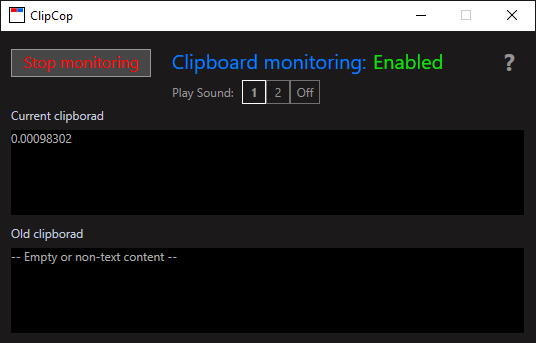 ClipCop
Stop monitoring
Clipboard monitoring: Enabled
?
Play Sound: 1 2 Off
Current clipborad
0.00098302
Old clipborad
-- Empty or non-text content --